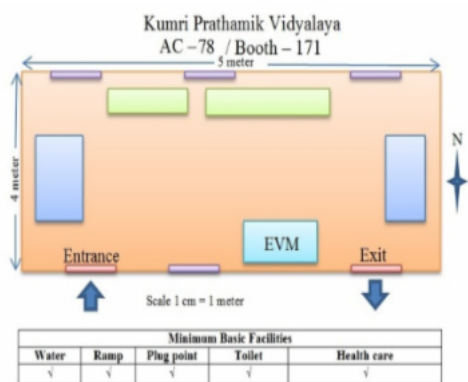 Kumri Prathamik Vidyalaya
AC – 78 / Booth – 171
5 meter
4 meter
N
EVM
Entrance
Exit
Scale 1 cm = 1 meter
Minimum Basic Facilities
Water Ramp Plug point Toilet Health care
√ √ √ √ √